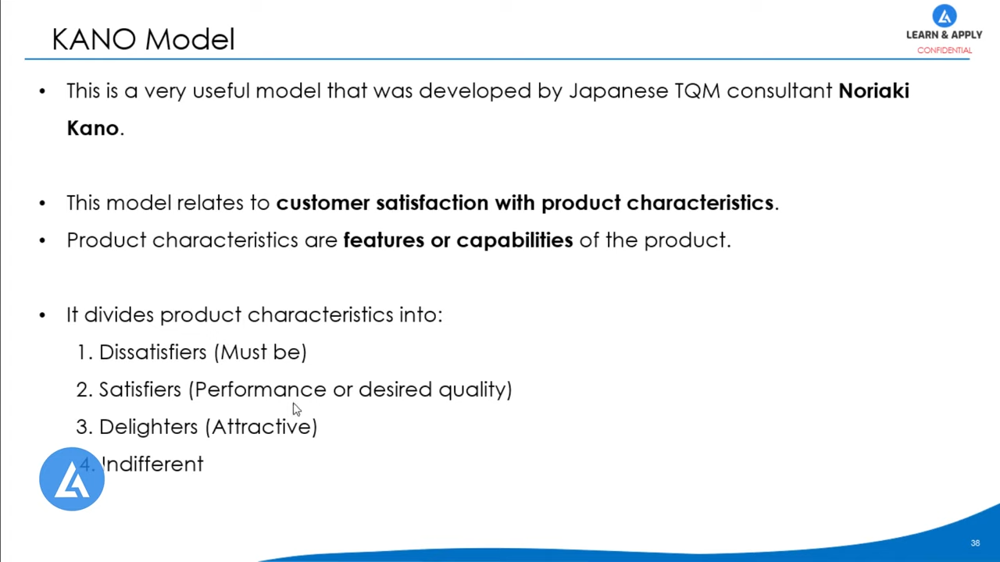 KANO Model
LEARN & APPLY
CONFIDENTIAL
• This is a very useful model that was developed by Japanese TQM consultant Noriaki
Kano.
• This model relates to customer satisfaction with product characteristics.
• Product characteristics are features or capabilities of the product.
• It divides product characteristics into:
1. Dissatisfiers (Must be)
2. Satisfiers (Performance or desired quality)
3. Delighters (Attractive)
4. Indifferent
38